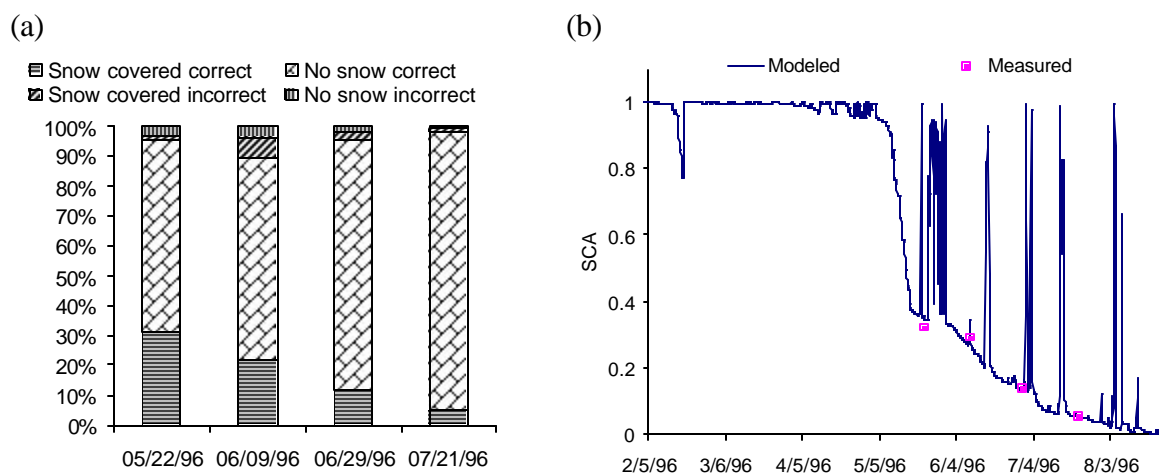 (a)
Snow covered correct No snow correct
Snow covered incorrect No snow incorrect
100%
90%
80%
70%
60%
50%
40%
30%
20%
10%
0%
05/22/96 06/09/96 06/29/96 07/21/96
(b)
Modeled Measured
1
0.8
0.6
0.4
0.2
0
SCA
2/5/96 3/6/96 4/5/96 5/5/96 6/4/96 7/4/96 8/3/96